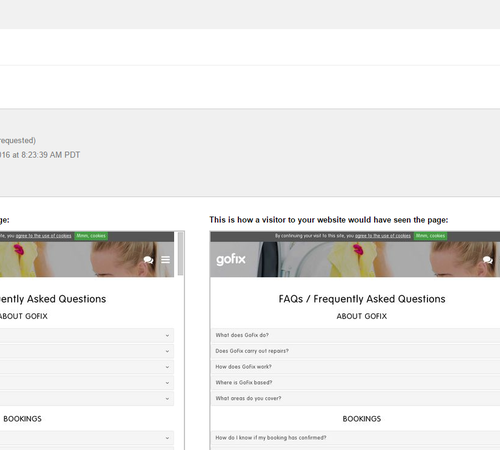 requested)
016 at 8:23:39 AM PDT
ge:
This is how a visitor to your website would have seen the page:
te, you agree to the use of cookies Mmm, cookies
By continuing your visit to this site, you agree to the use of cookies Mmm, cookies
gofix
ently Asked Questions
ABOUT GOFIX
BOOKINGS
FAQs / Frequently Asked Questions
ABOUT GOFIX
What does Gofix do?
Does Gofix carry out repairs?
How does Gofix work?
Where is Gofix based?
What areas do you cover?
BOOKINGS
How do I know if my booking has confirmed?